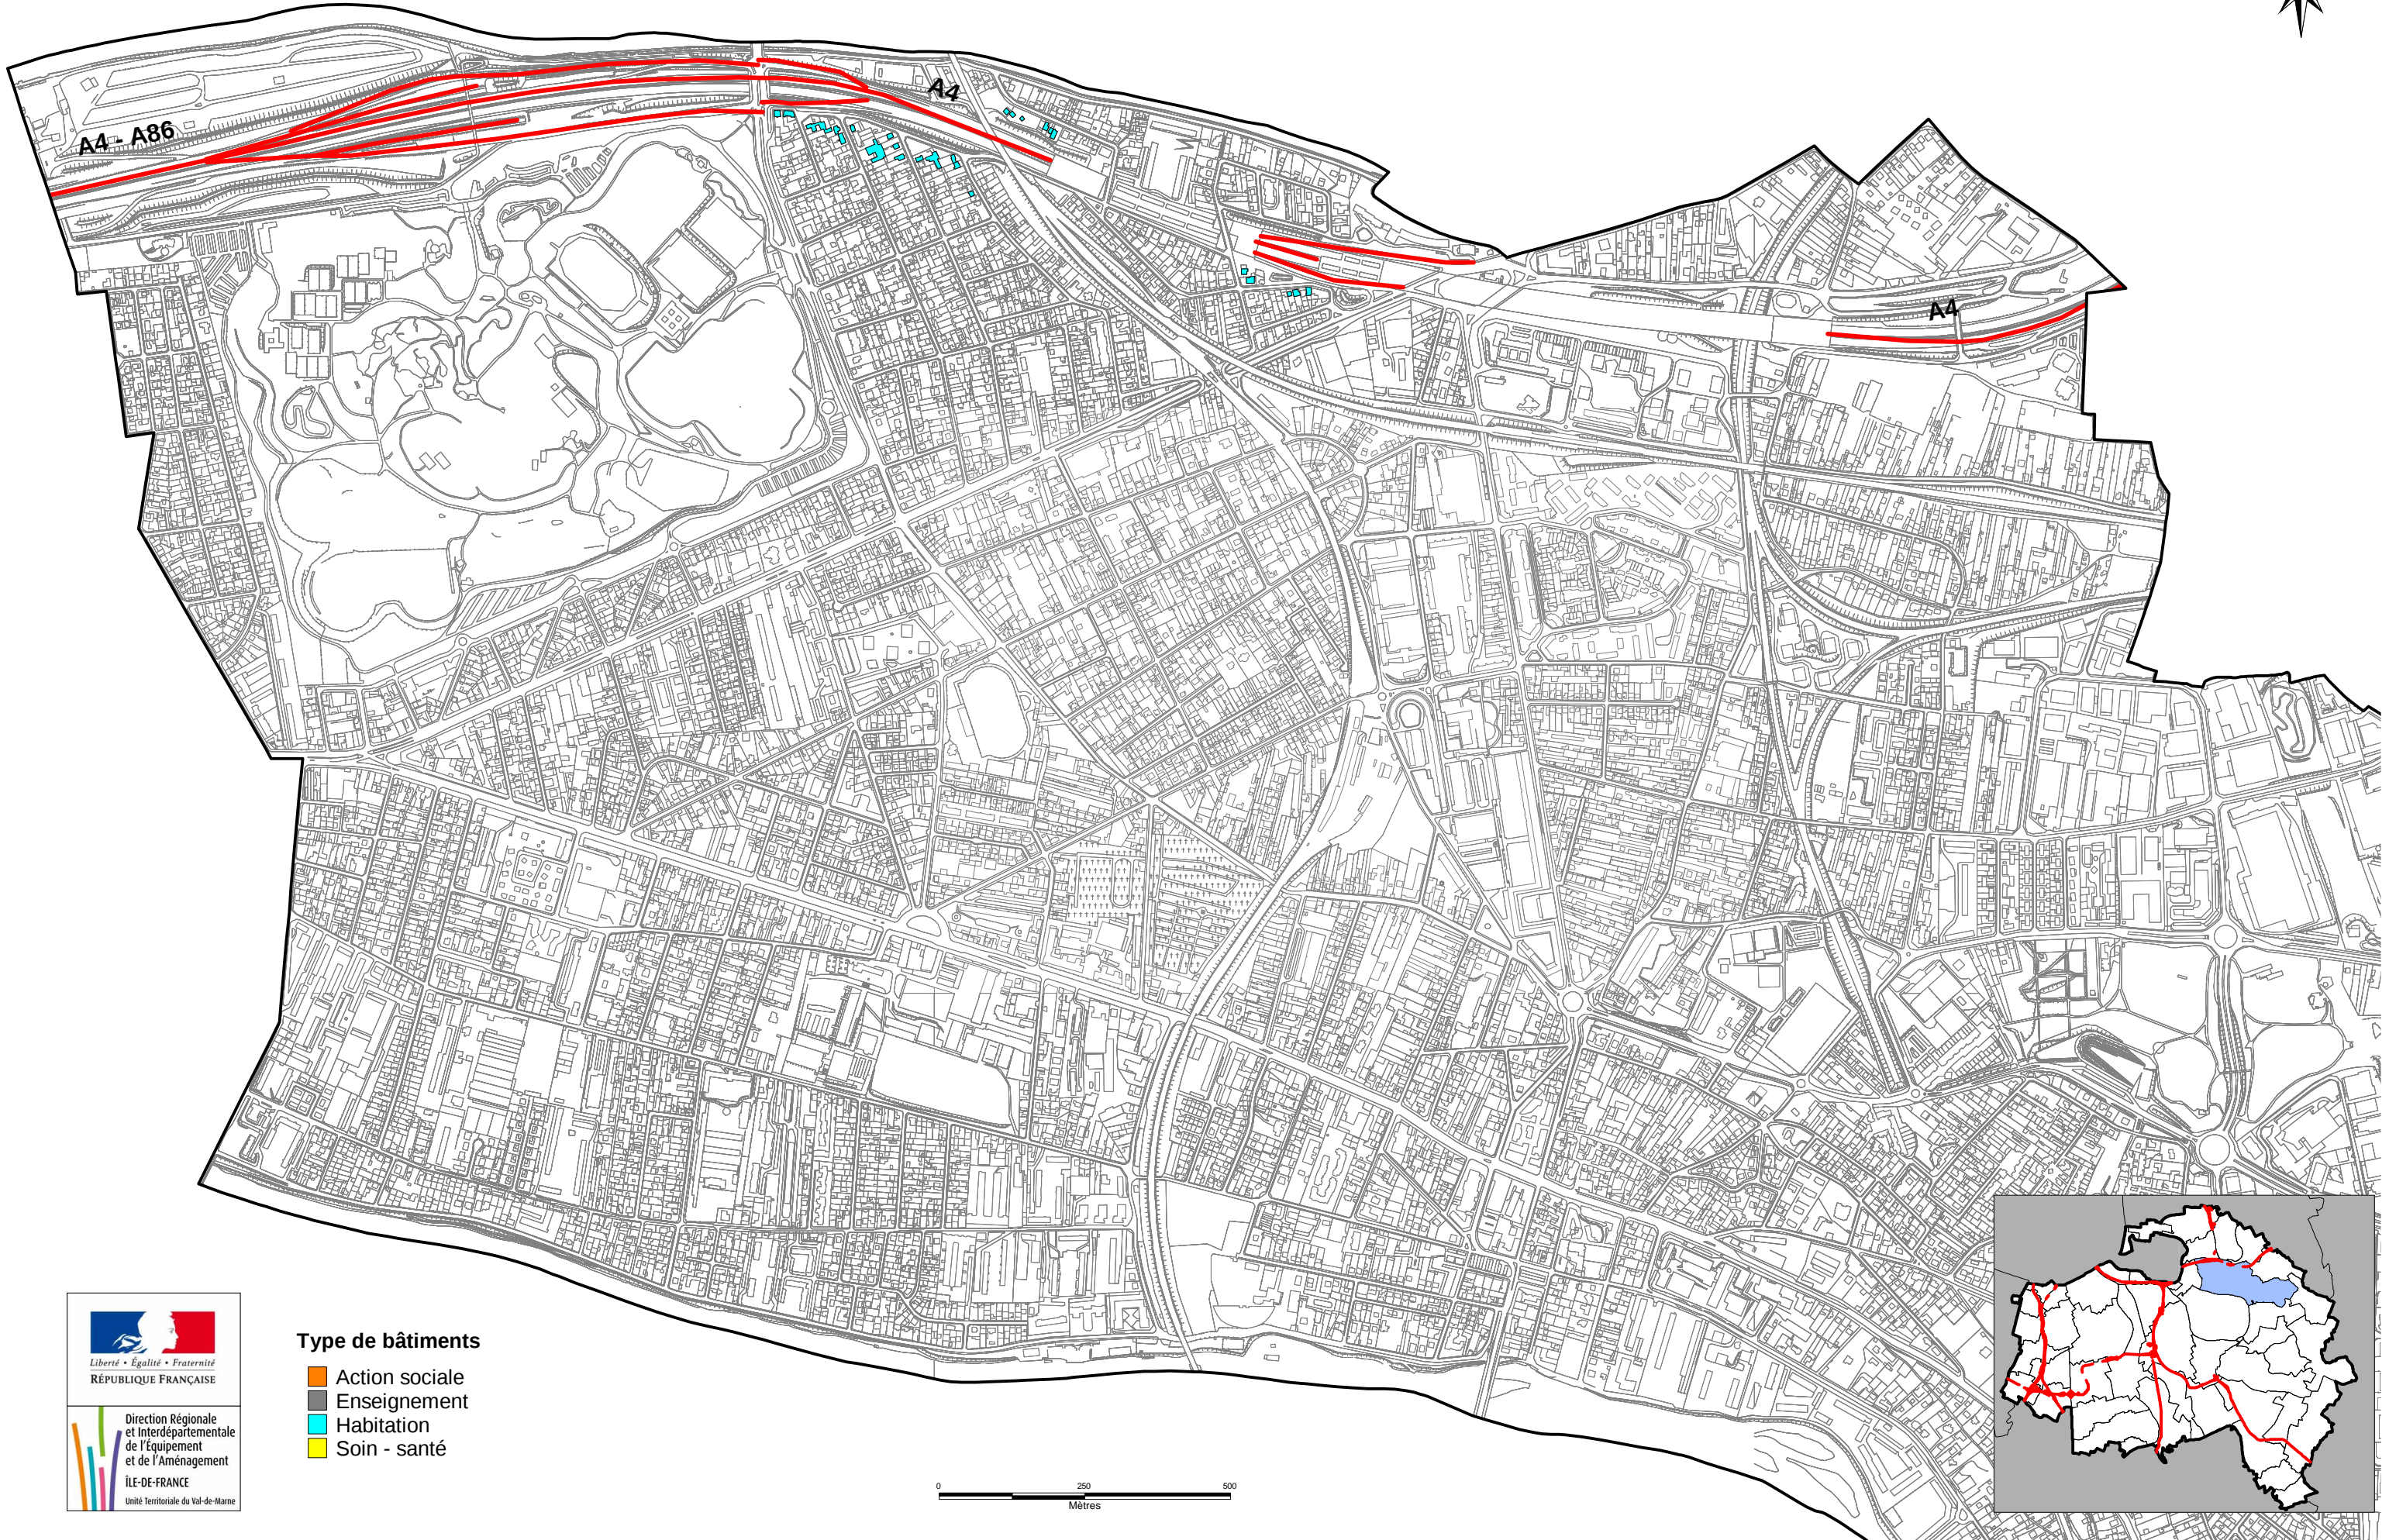 A4 - A86
A4
A4
Liberté • Égalité • Fraternité
RÉPUBLIQUE FRANÇAISE
Direction Régionale
et Interdépartementale
de l'Équipement
et de l'Aménagement
ÎLE-DE-FRANCE
Unité Territoriale du Val-de-Marne
Type de bâtiments
Action sociale
Enseignement
Habitation
Soin - santé
0 250 500
Mètres